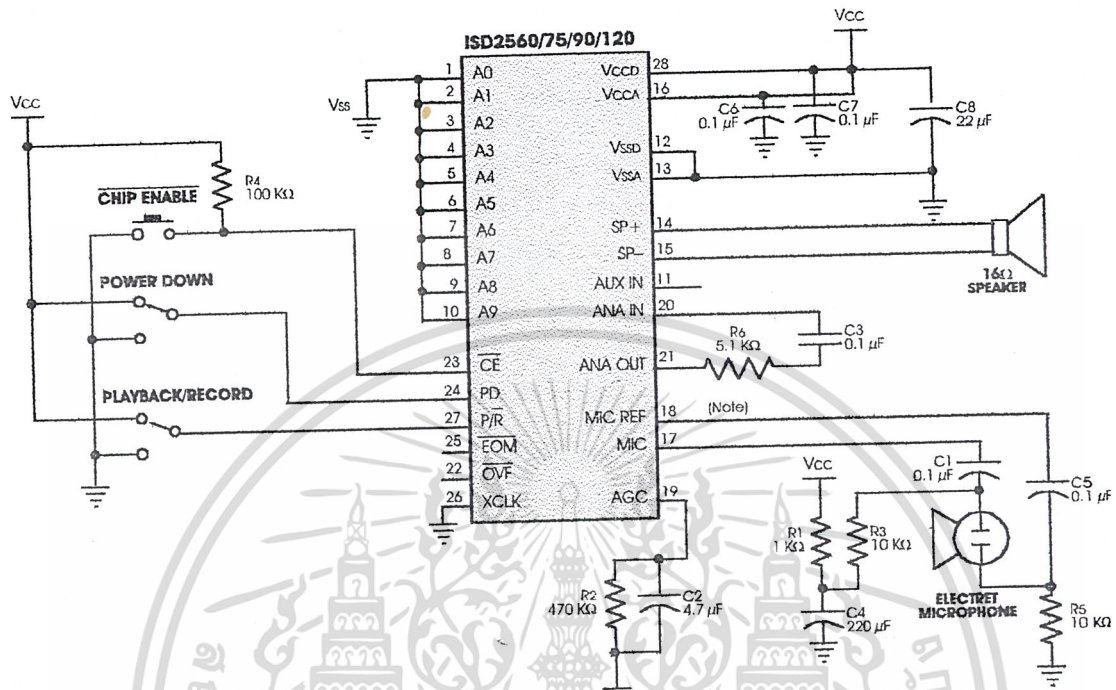 ISD2560/75/90/120
VCC
VCC
VSS
1 A0
2 A1
3 A2
4 A3
5 A4
6 A5
7 A6
8 A7
9 A8
10 A9
23 CE
24 PD
27 P/R
25 EOM
22 OVF
26 XCLK
VCCD 28
VCCA 16
VSSD 12
VSSA 13
SP+ 14
SP– 15
AUX IN 11
ANA IN 20
ANA OUT 21
MIC REF 18
MIC 17
AGC 19
R4
100 KΩ
CHIP ENABLE
POWER DOWN
PLAYBACK/RECORD
C6
0.1 µF
C7
0.1 µF
C8
22 µF
16Ω
SPEAKER
R6
5.1 KΩ
C3
0.1 µF
(Note)
VCC
C1
0.1 µF
C5
0.1 µF
R1
1 KΩ
R3
10 KΩ
R2
470 KΩ
C2
4.7 µF
C4
220 µF
ELECTRET
MICROPHONE
R5
10 KΩ